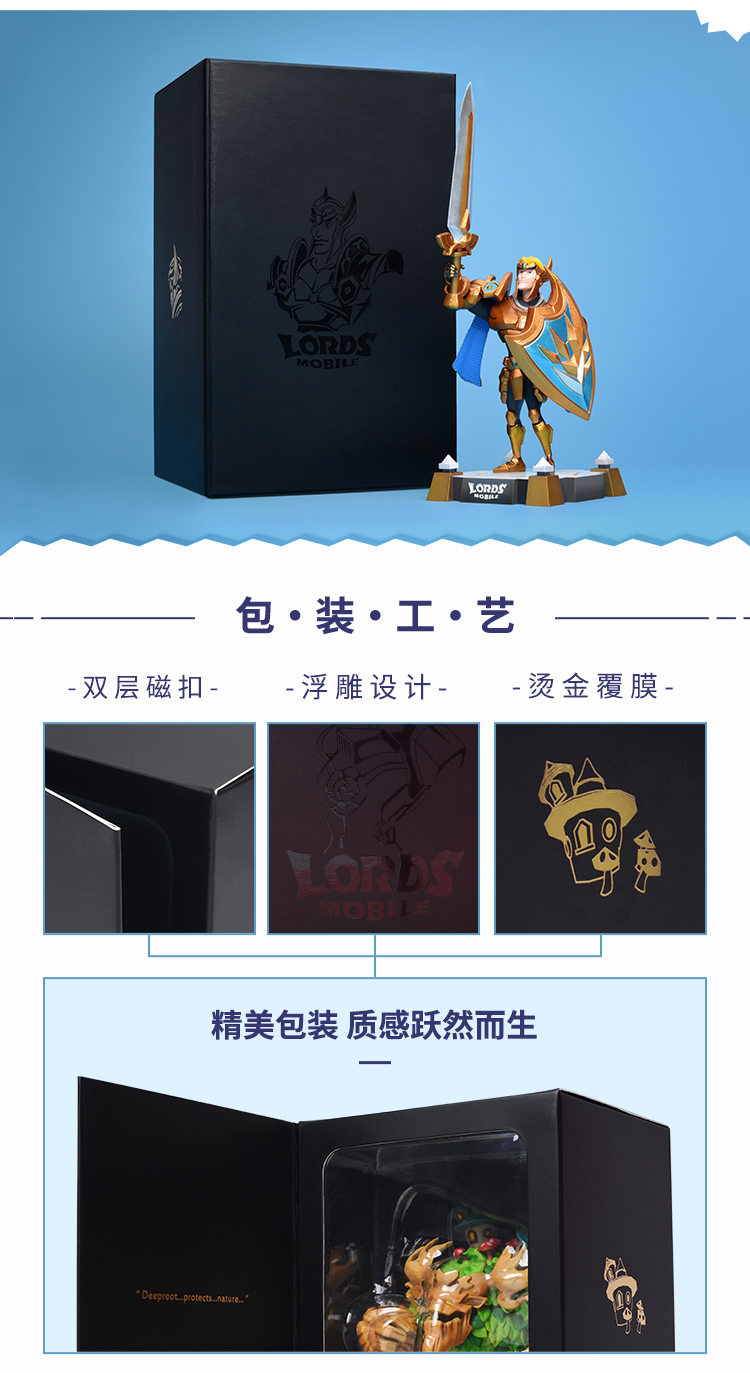 LORDS
MOBILE
LORDS
MOBILE
包·装·工·艺
-双层磁扣-
-浮雕设计-
-烫金覆膜-
LORDS
MOBILE
精美包装 质感跃然而生
“Deeproot...protects...nature...”